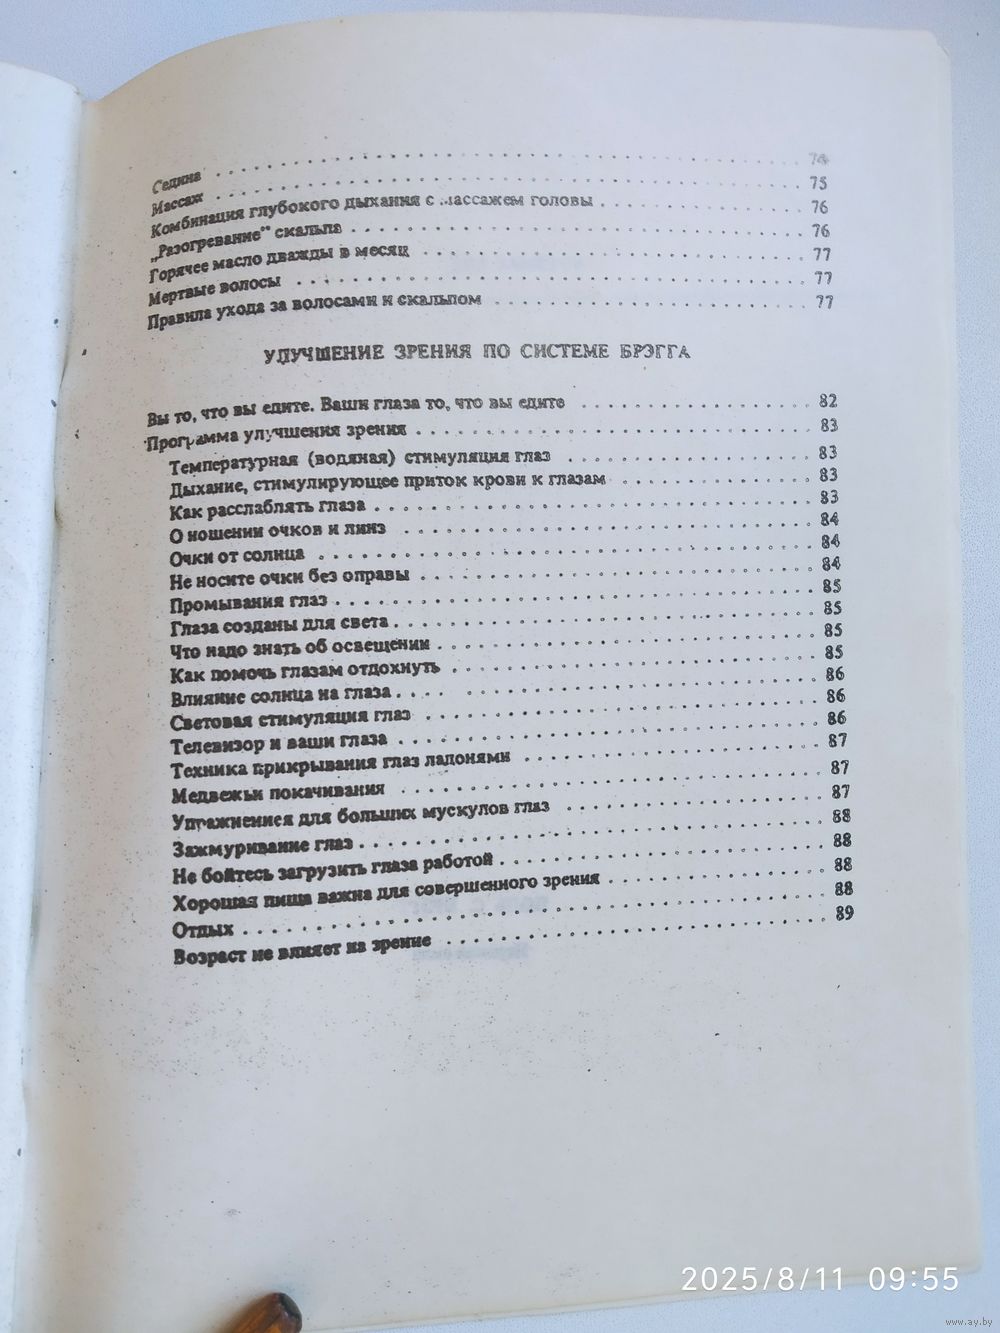 Седина . . . . . . . . . . 74
Массаж . . . . . . . . . . 75
Комбинация глубокого дыхания с массажем головы . . . . . . . . . . 76
„Разогревание" скальпа . . . . . . . . . . 76
Горячее масло дважды в месяц . . . . . . . . . . 77
Мертвые волосы . . . . . . . . . . 77
Правила ухода за волосами и скальпом . . . . . . . . . . 77
УЛУЧШЕНИЕ ЗРЕНИЯ ПО СИСТЕМЕ БРЭГГА
Вы то, что вы едите. Ваши глаза то, что вы едите . . . . . . . . . . 82
Программа улучшения зрения . . . . . . . . . . 83
Температурная (водяная) стимуляция глаз . . . . . . . . . . 83
Дыхание, стимулирующее приток крови к глазам . . . . . . . . . . 83
Как расслаблять глаза . . . . . . . . . . 83
О ношении очков и линз . . . . . . . . . . 84
Очки от солнца . . . . . . . . . . 84
Не носите очки без оправы . . . . . . . . . . 84
Промывания глаз . . . . . . . . . . 85
Глаза созданы для света . . . . . . . . . . 85
Что надо знать об освещении . . . . . . . . . . 85
Как помочь глазам отдохнуть . . . . . . . . . . 85
Влияние солнца на глаза . . . . . . . . . . 86
Световая стимуляция глаз . . . . . . . . . . 86
Телевизор и ваши глаза . . . . . . . . . . 86
Техника прикрывания глаз ладонями . . . . . . . . . . 87
Медвежьи покачивания . . . . . . . . . . 87
Упражнения для больших мускулов глаз . . . . . . . . . . 87
Зажмуривание глаз . . . . . . . . . . 88
Не бойтесь загрузить глаза работой . . . . . . . . . . 88
Хорошая пища важна для совершенного зрения . . . . . . . . . . 88
Отдых . . . . . . . . . . 88
Возраст не влияет на зрение . . . . . . . . . . 89
2025/8/11 09:55
www.ay.by